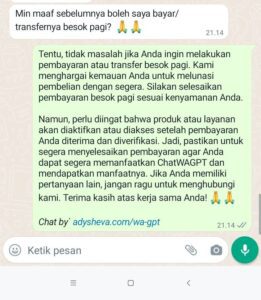 Min maaf sebelumnya boleh saya bayar/
transfernya besok pagi? 🙏🙏
21.14
Tentu, tidak masalah jika Anda ingin melakukan
pembayaran atau transfer besok pagi. Kami
menghargai kemauan Anda untuk melunasi
pembelian dengan segera. Silakan selesaikan
pembayaran besok pagi sesuai kenyamanan Anda.
Namun, perlu diingat bahwa produk atau layanan
akan diaktifkan atau diakses setelah pembayaran
Anda diterima dan diverifikasi. Jadi, pastikan untuk
segera menyelesaikan pembayaran agar Anda
dapat segera memanfaatkan ChatWAGPT dan
mendapatkan manfaatnya. Jika Anda memiliki
pertanyaan lain, jangan ragu untuk menghubungi
kami. Terima kasih atas kerja sama Anda! 🙏🙏
Chat by` adysheva.com/wa-gpt
21.14
Ketik pesan